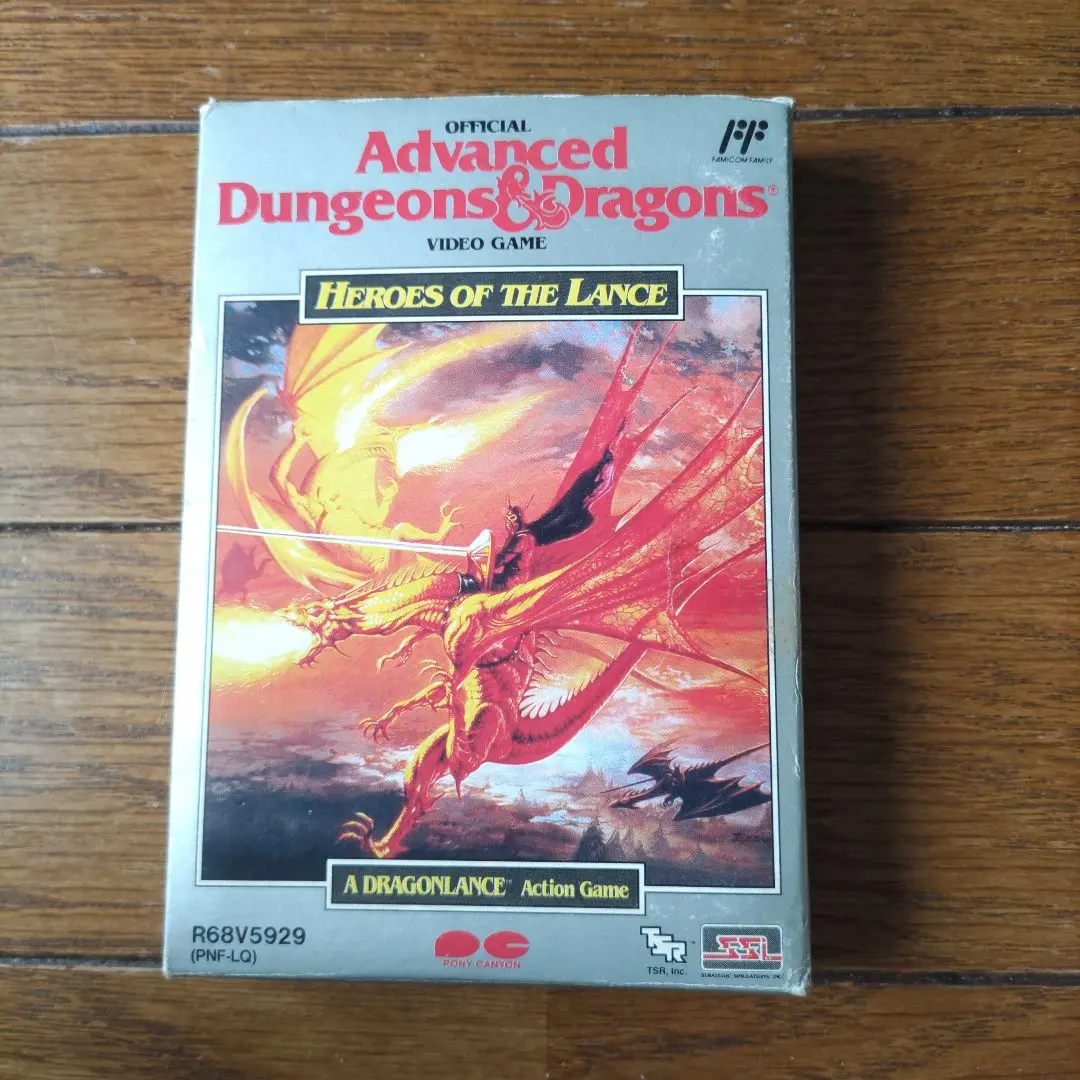 OFFICIAL
Advanced
Dungeons & Dragons®
VIDEO GAME
FAMICOM FAMILY
HEROES OF THE LANCE
A DRAGONLANCE™ Action Game
R68V5929
(PNF-LQ)
PONY CANYON
TSR™
TSR, Inc.
SSI
STRATEGIC SIMULATIONS, INC.